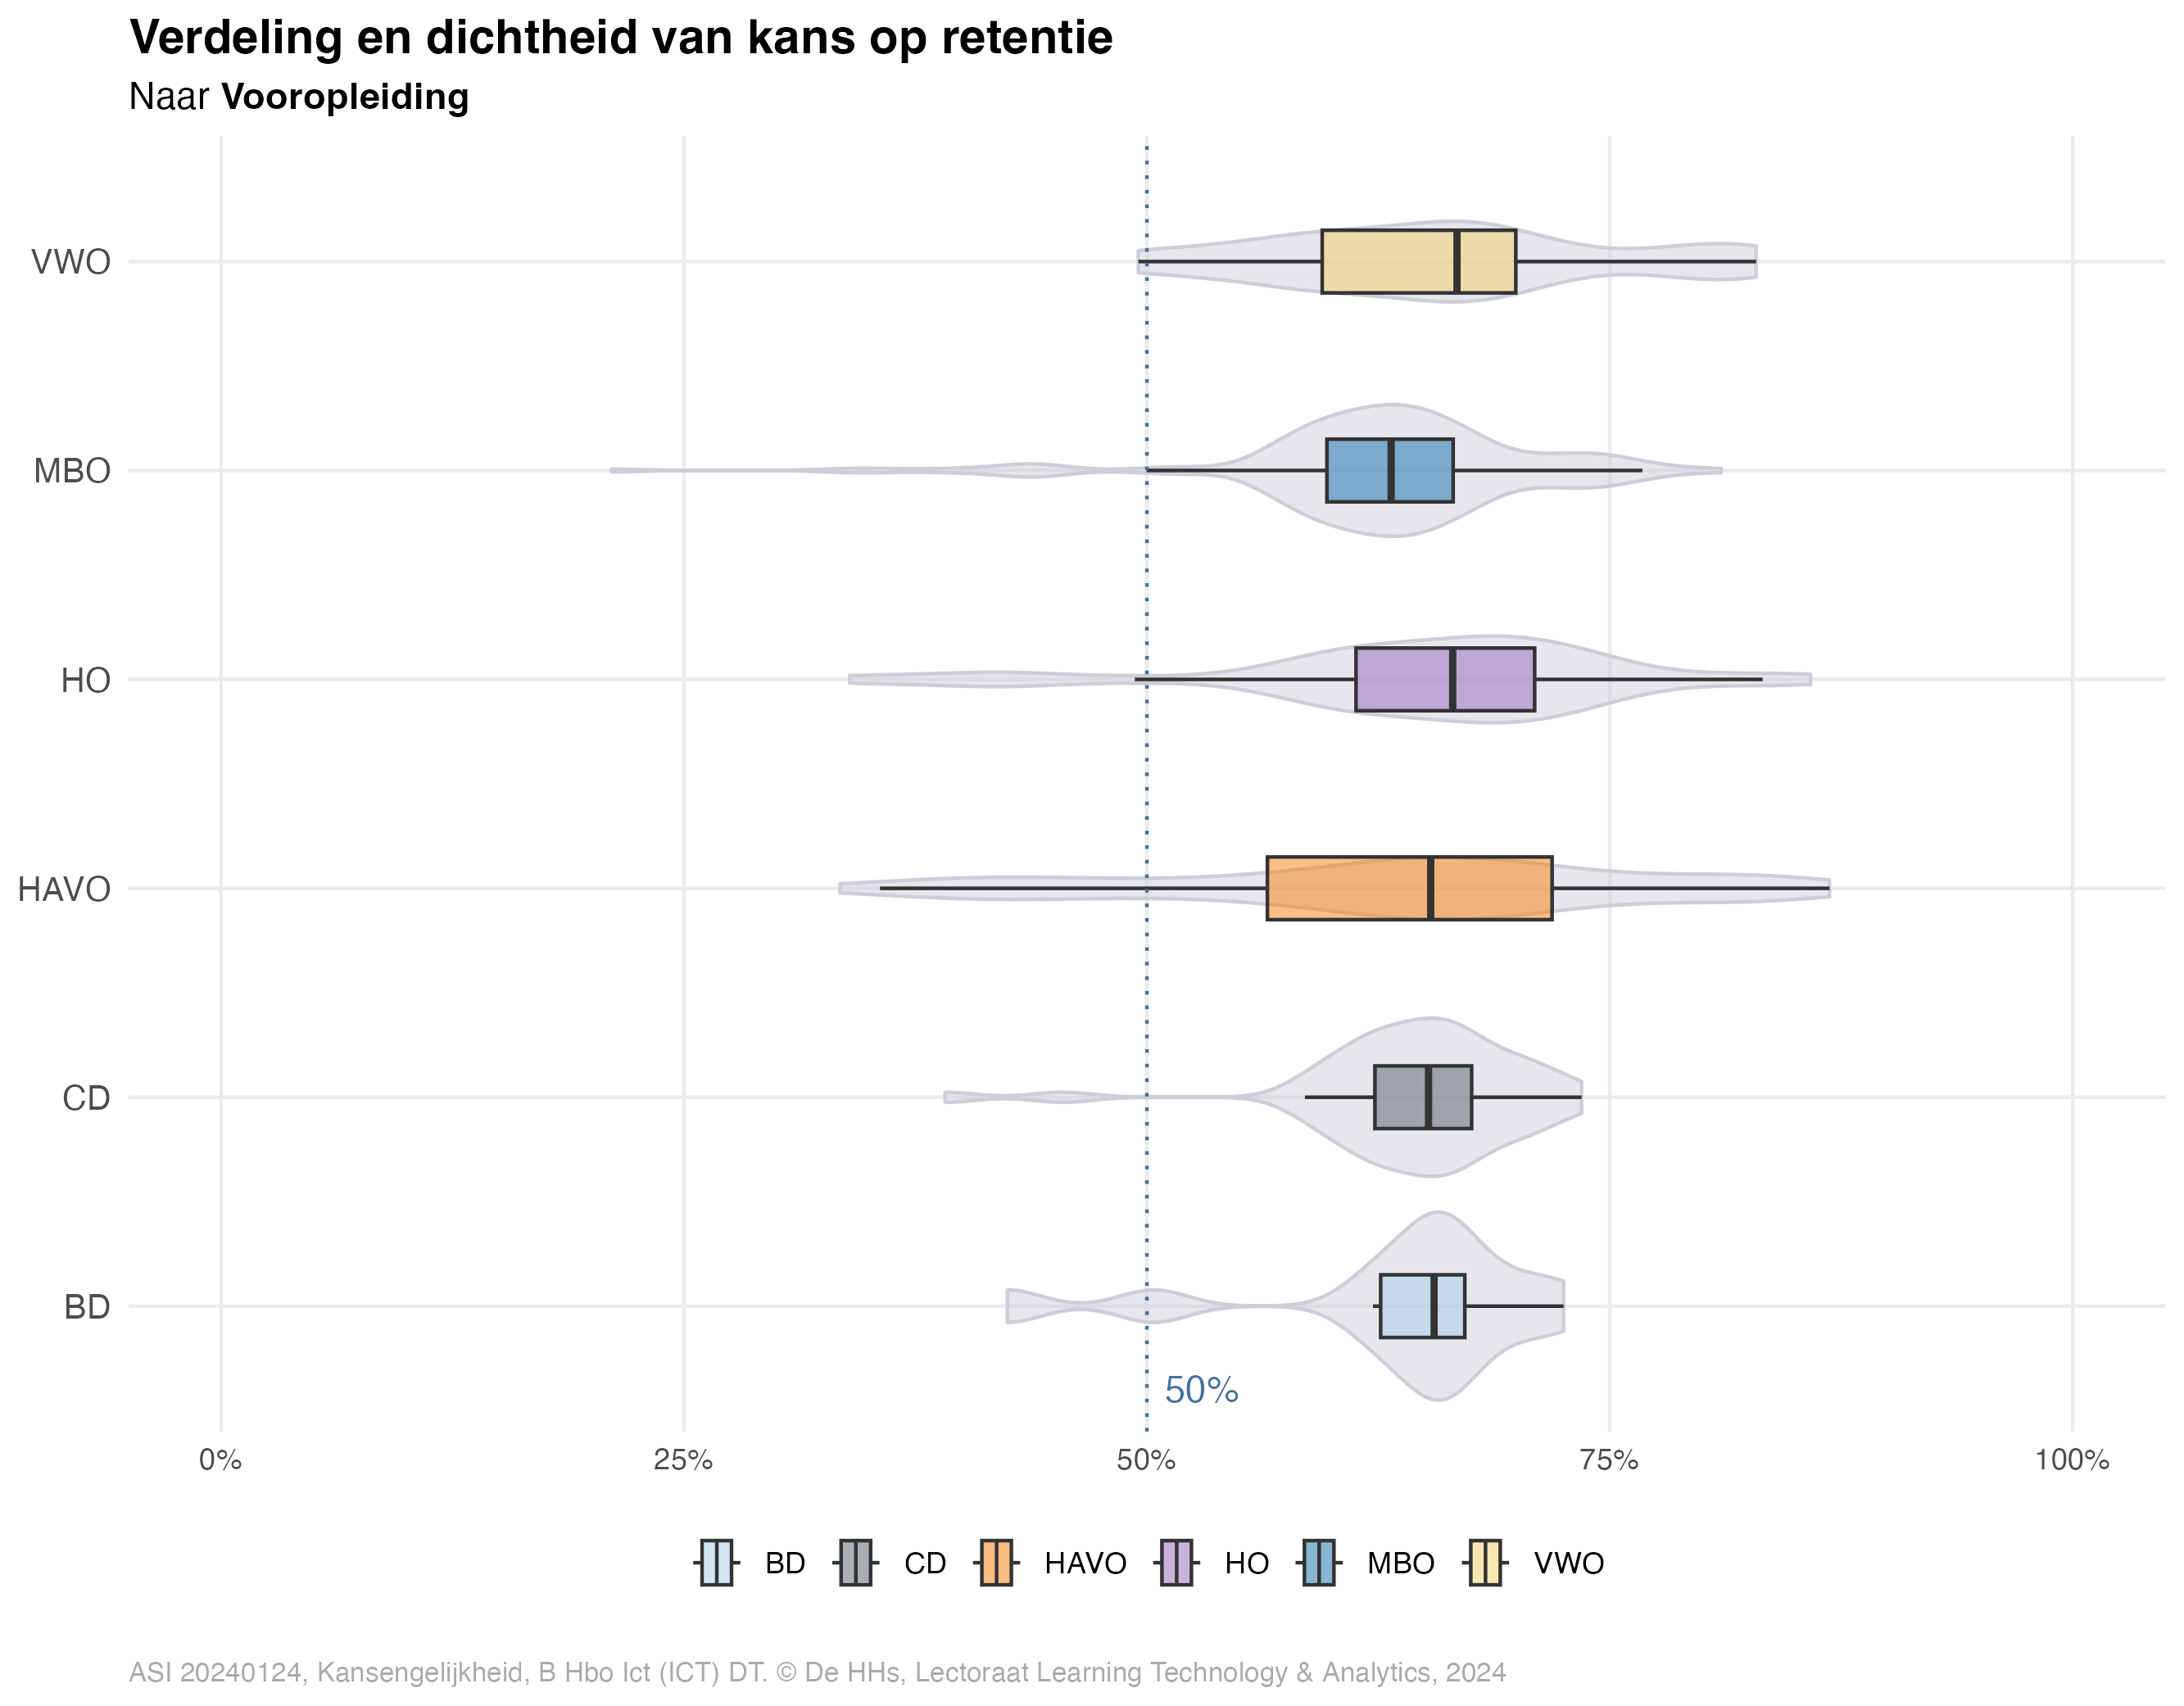 Verdeling en dichtheid van kans op retentie
Naar Vooropleiding
VWO
MBO
HO
HAVO
CD
BD
50%
0% 25% 50% 75% 100%
BD CD HAVO HO MBO VWO
ASI 20240124, Kansengelijkheid, B Hbo Ict (ICT) DT. © De HHs, Lectoraat Learning Technology & Analytics, 2024